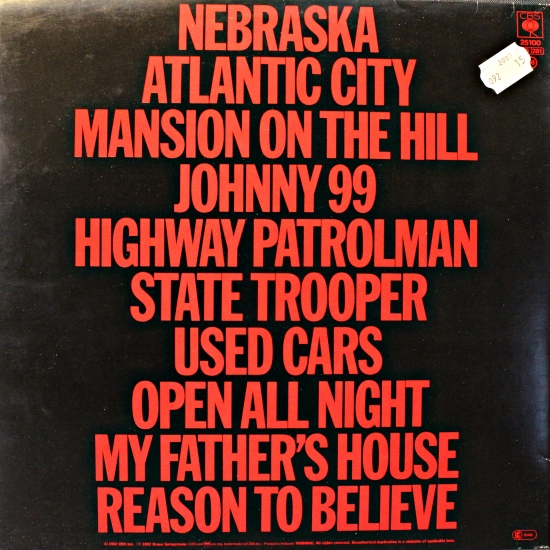 NEBRASKA
CBS
25100
ATLANTIC CITY
MANSION ON THE HILL
JOHNNY 99
HIGHWAY PATROLMAN
STATE TROOPER
USED CARS
OPEN ALL NIGHT
MY FATHER'S HOUSE
REASON TO BELIEVE